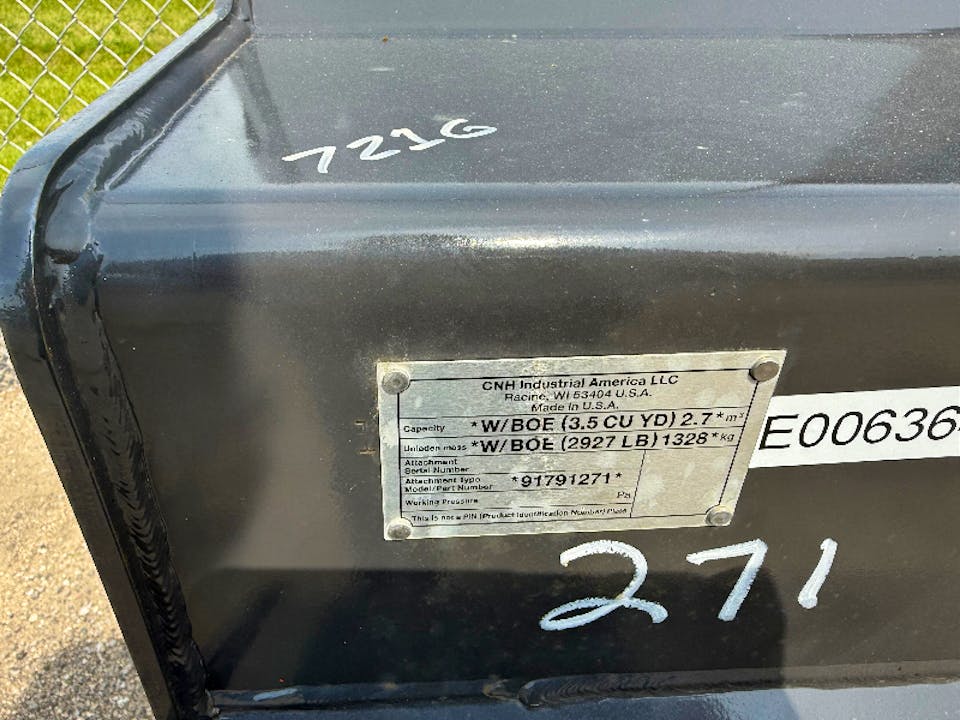 721G
CNH Industrial America LLC
Racine, WI 53404 U.S.A.
Made in U.S.A.
Capacity *W/BOE (3.5 CU YD) 2.7* m³
Unladen mass *W/BOE (2927 LB) 1328* kg
Attachment
Serial Number
Attachment Type
Model/Part Number *91791271*
Working Pressure Pa
This is not a PIN (Product Identification Number) Plate
E00636
271